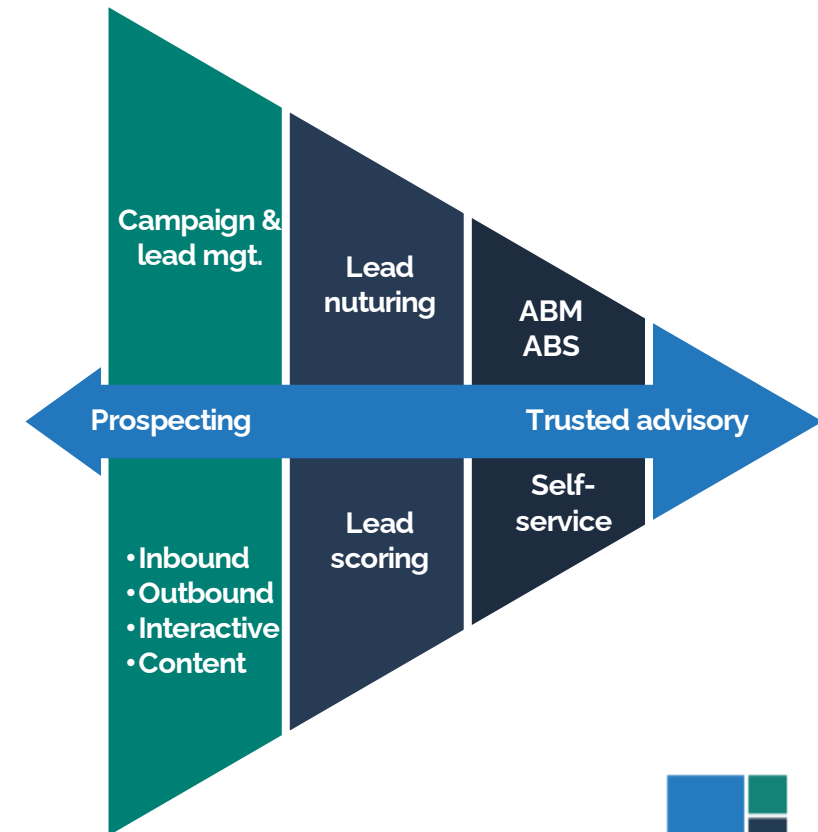 Campaign &
lead mgt.
Lead
nuturing
ABM
ABS
Prospecting
Trusted advisory
Self-
service
Lead
scoring
•Inbound
•Outbound
•Interactive
•Content